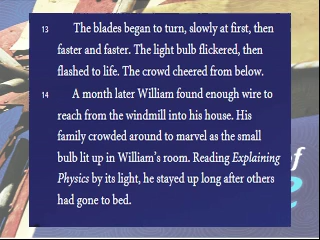 13 The blades began to turn, slowly at first, then
faster and faster. The light bulb flickered, then
flashed to life. The crowd cheered from below.
14 A month later William found enough wire to
reach from the windmill into his house. His
family crowded around to marvel as the small
bulb lit up in William's room. Reading Explaining
Physics by its light, he stayed up long after others
had gone to bed.
of